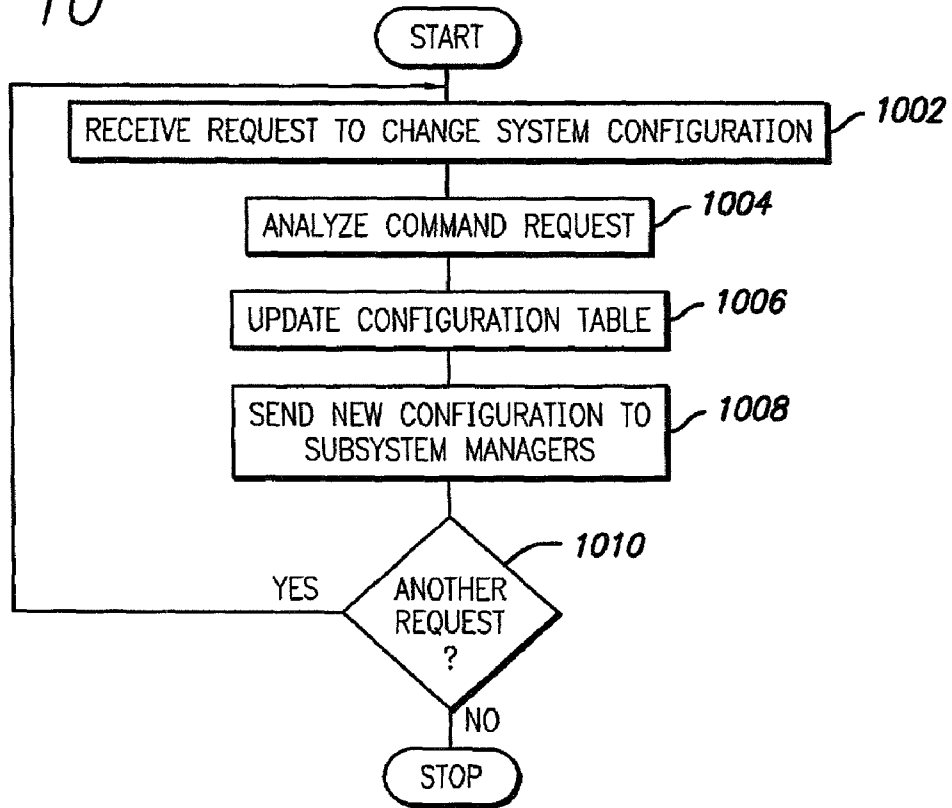 10
START
RECEIVE REQUEST TO CHANGE SYSTEM CONFIGURATION
1002
ANALYZE COMMAND REQUEST
1004
UPDATE CONFIGURATION TABLE
1006
SEND NEW CONFIGURATION TO
SUBSYSTEM MANAGERS
1008
1010
YES
ANOTHER
REQUEST
?
NO
STOP